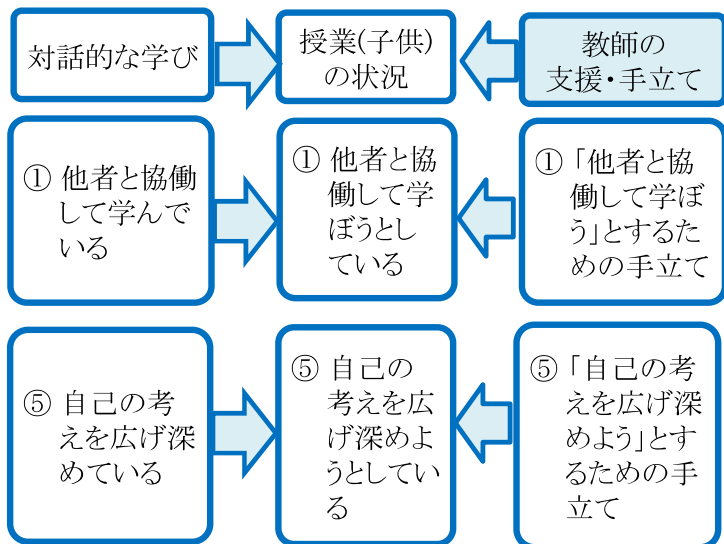 対話的な学び
授業(子供)
の状況
教師の
支援・手立て
① 他者と協働
して学んで
いる
① 他者と協
働して学
ぼうとし
ている
① 「他者と協
働して学ぼ
う」とするた
めの手立て
⑤ 自己の考
えを広げ深
めている
⑤ 自己の
考えを広
げ深めよ
うとしてい
る
⑤ 「自己の考
えを広げ深
めよう」とす
るための手
立て